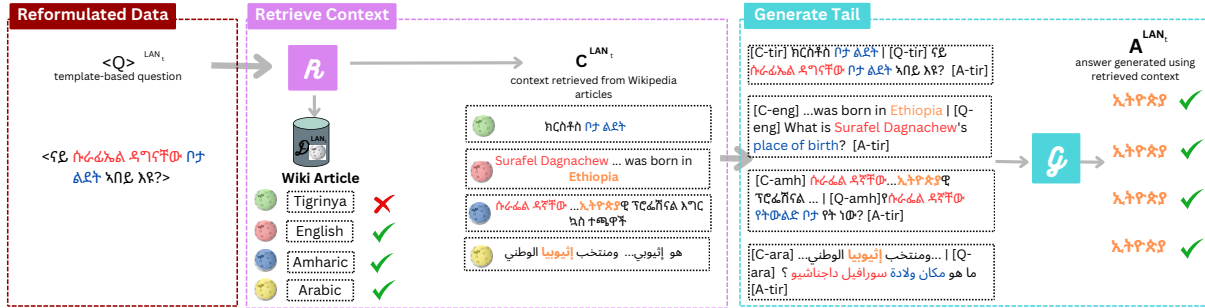 Reformulated Data
<Q> LANt
template-based question
<ናይ ሱራፊኤል ዳግናቸው ቦታ
ልደት ኣበይ እዩ?>
Retrieve Context
R
D LANt
Wiki Article
Tigrinya
English
Amharic
Arabic
C LANt
context retrieved from Wikipedia
articles
ክርስቶስ ቦታ ልደት
Surafel Dagnachew ... was born in
Ethiopia
ሱራፌል ዳኛቸው ...ኢትዮጵያዊ ፕሮፌሽናል እግር
ኳስ ተጫዋች
هو إثيوبي... ومنتخب إثيوبيا الوطني
Generate Tail
[C-tir] ክርስቶስ ቦታ ልደት | [Q-tir] ናይ
ሱራፊኤል ዳግናቸው ቦታ ልደት ኣበይ እዩ? [A-tir]
[C-eng] ...was born in Ethiopia | [Q-
eng] What is Surafel Dagnachew's
place of birth? [A-tir]
[C-amh] ሱራፌል ዳኛቸው...ኢትዮጵያዊ
ፕሮፌሽናል ... | [Q-amh]የሱራፌል ዳኛቸው
የትውልድ ቦታ የት ነው? [A-tir]
[C-ara] ...ومنتخب إثيوبيا الوطني... | [Q-
ara] ما هو مكان ولادة سورافيل داجناشيو ؟
[A-tir]
G
A LANt
answer generated using
retrieved context
ኢትዮጵያ
ኢትዮጵያ
ኢትዮጵያ
ኢትዮጵያ